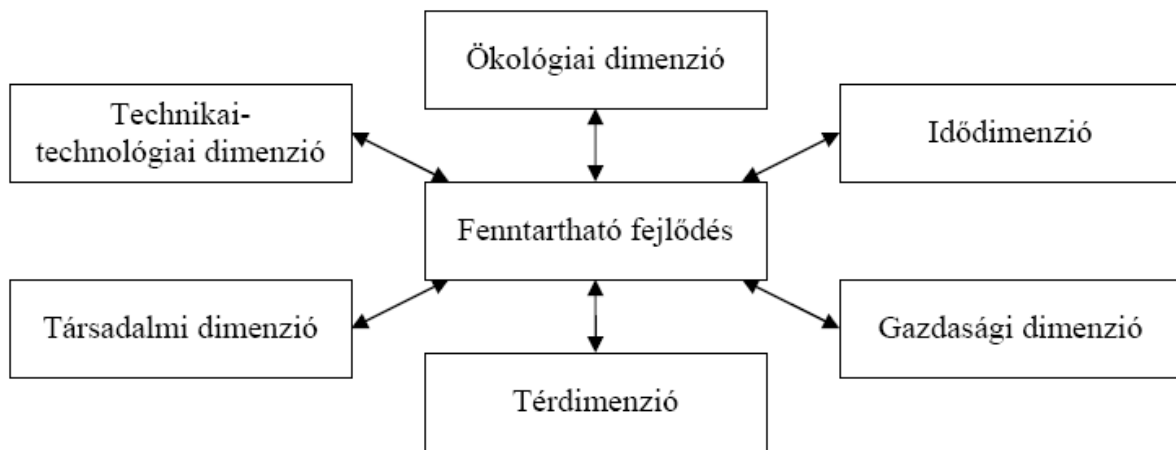 Ökológiai dimenzió
Technikai-
technológiai dimenzió
Idődimenzió
Fenntartható fejlődés
Társadalmi dimenzió
Gazdasági dimenzió
Térdimenzió